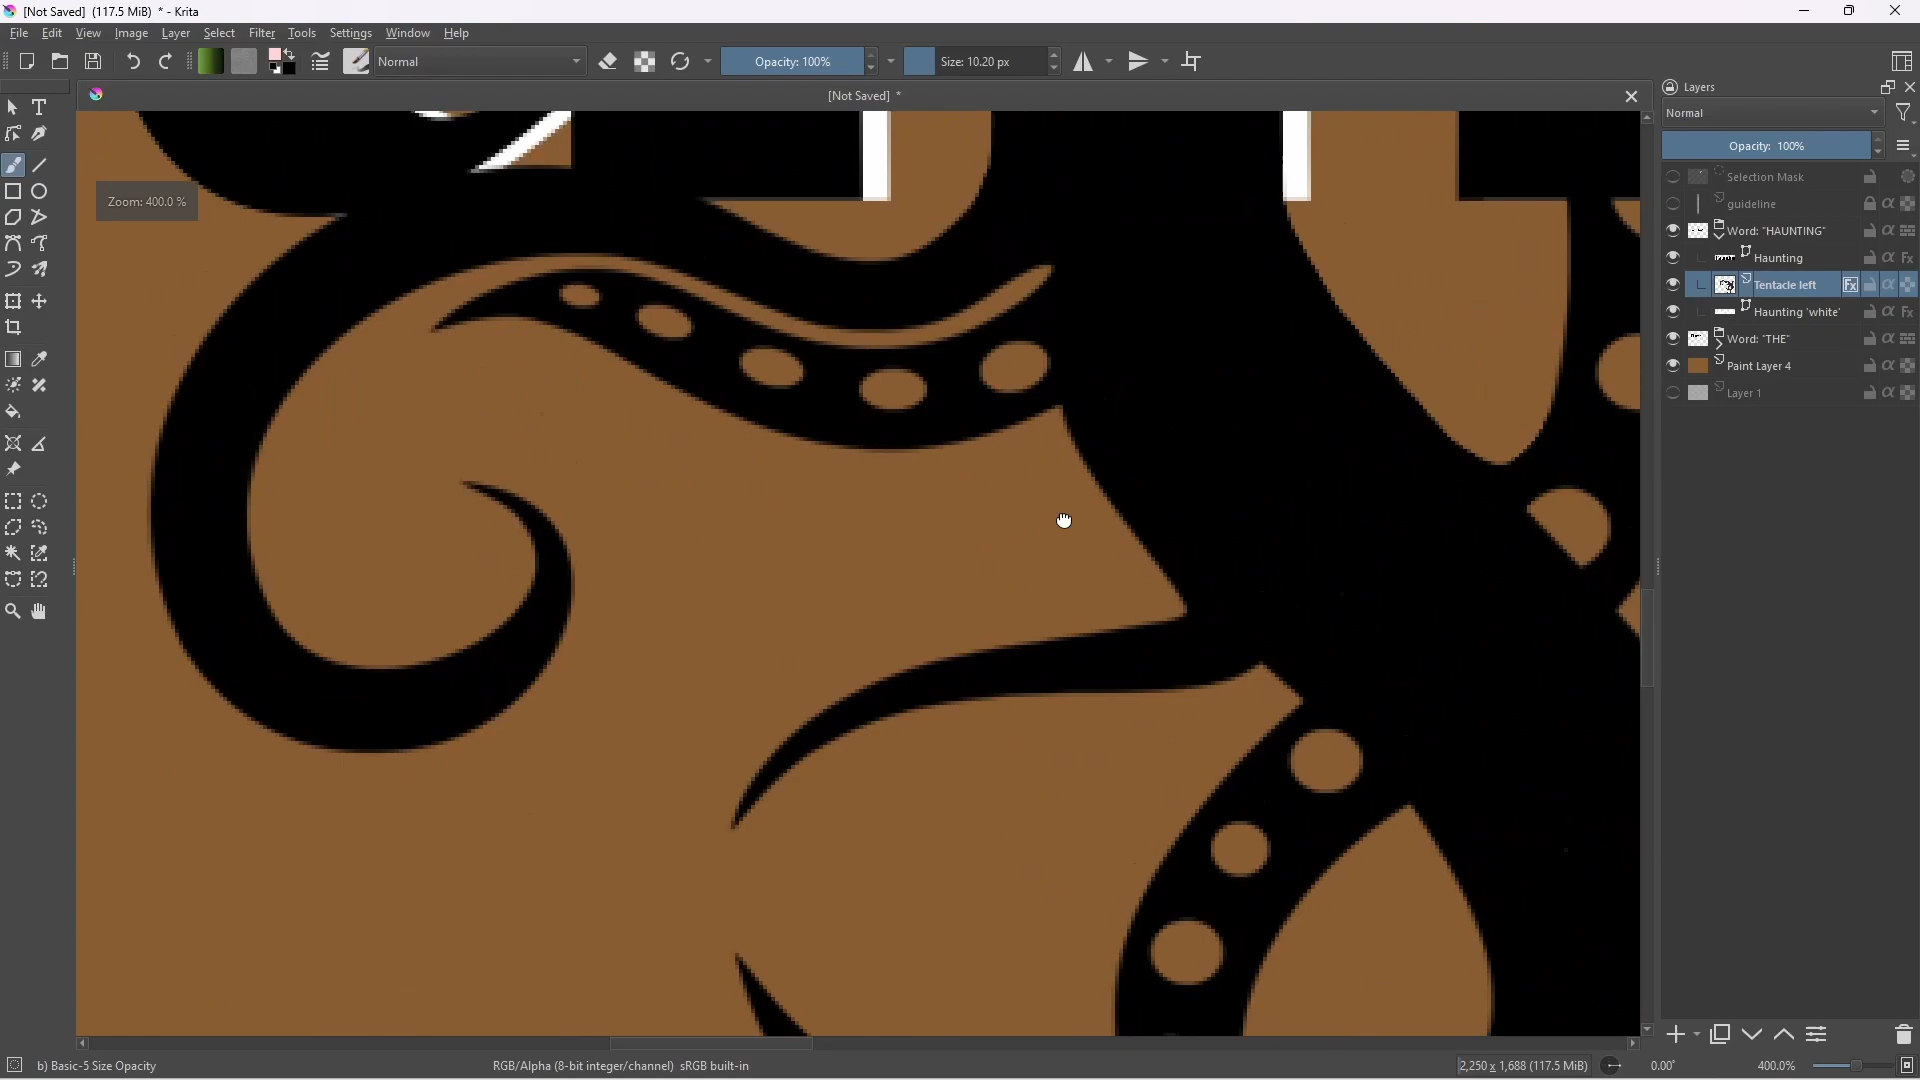 [Not Saved] (117.5 MiB) * - Krita
File Edit View Image Layer Select Filter Tools Settings Window Help
Normal
Opacity: 100%
Size: 10.20 px
[Not Saved] *
Zoom: 400.0 %
Layers
Normal
Opacity: 100%
Selection Mask
guideline
Word: "HAUNTING"
Haunting
Tentacle left
Haunting 'white'
Word: "THE"
Paint Layer 4
Layer 1
b) Basic-5 Size Opacity
RGB/Alpha (8-bit integer/channel) sRGB built-in
2,250 x 1,688 (117.5 MiB)
0.00°
400.0%